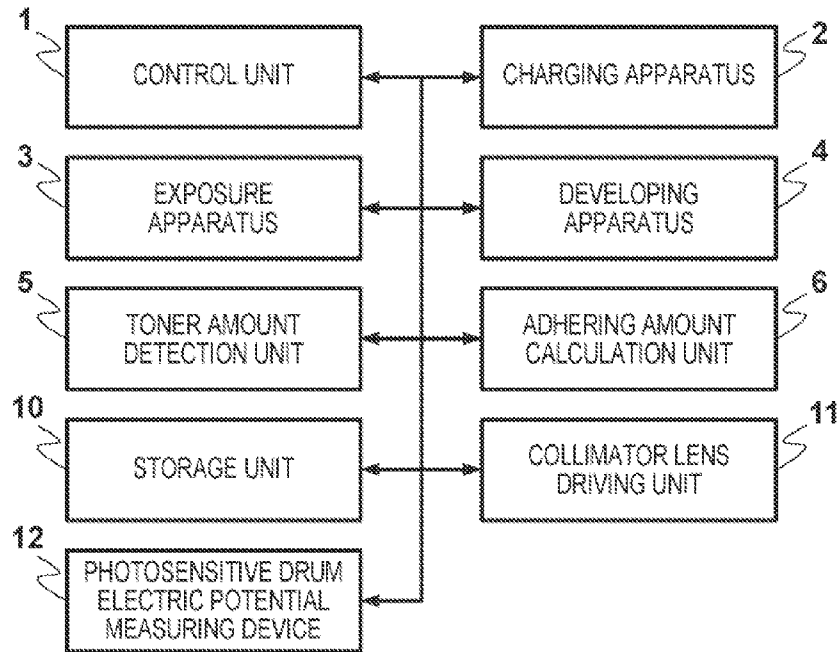 1
CONTROL UNIT
2
CHARGING APPARATUS
3
EXPOSURE
APPARATUS
4
DEVELOPING
APPARATUS
5
TONER AMOUNT
DETECTION UNIT
6
ADHERING AMOUNT
CALCULATION UNIT
10
STORAGE UNIT
11
COLLIMATOR LENS
DRIVING UNIT
12
PHOTOSENSITIVE DRUM
ELECTRIC POTENTIAL
MEASURING DEVICE